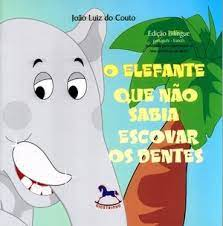 João Luiz do Couto
Edição Bilíngue
O ELEFANTE
QUE NÃO
SABIA
ESCOVAR
OS DENTES